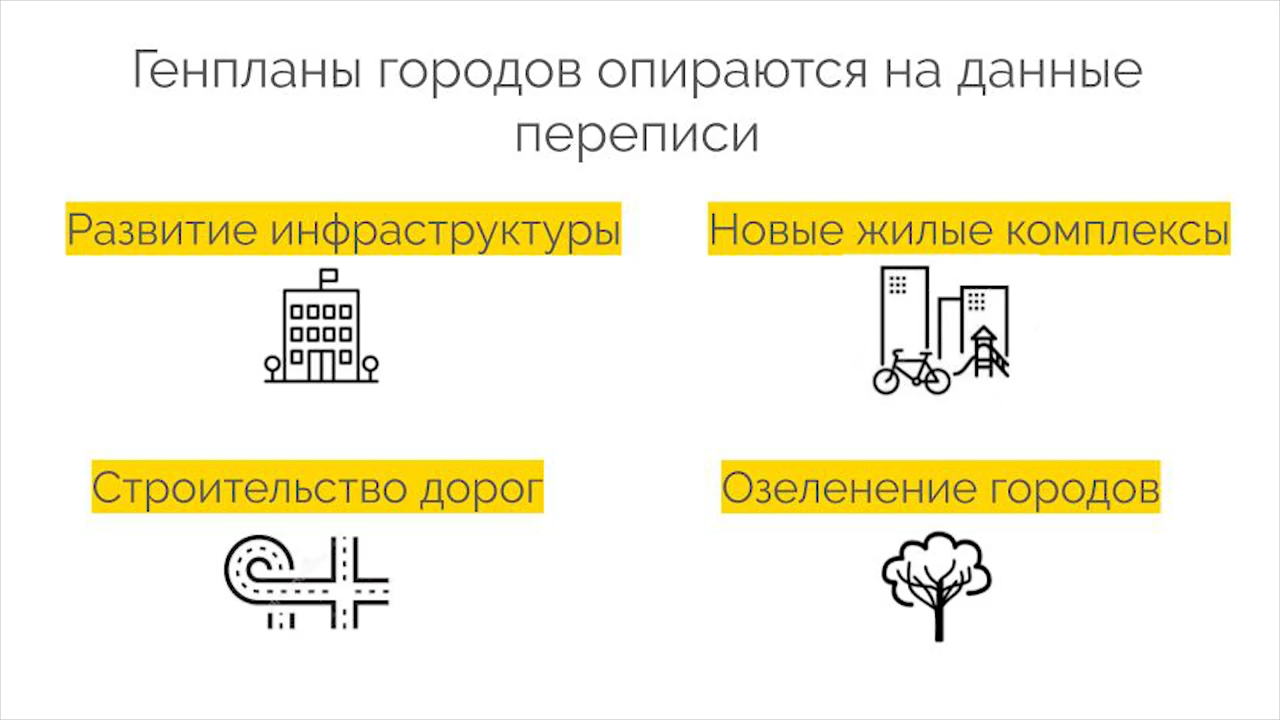 Генпланы городов опираются на данные
переписи
Развитие инфраструктуры
Новые жилые комплексы
Строительство дорог
Озеленение городов